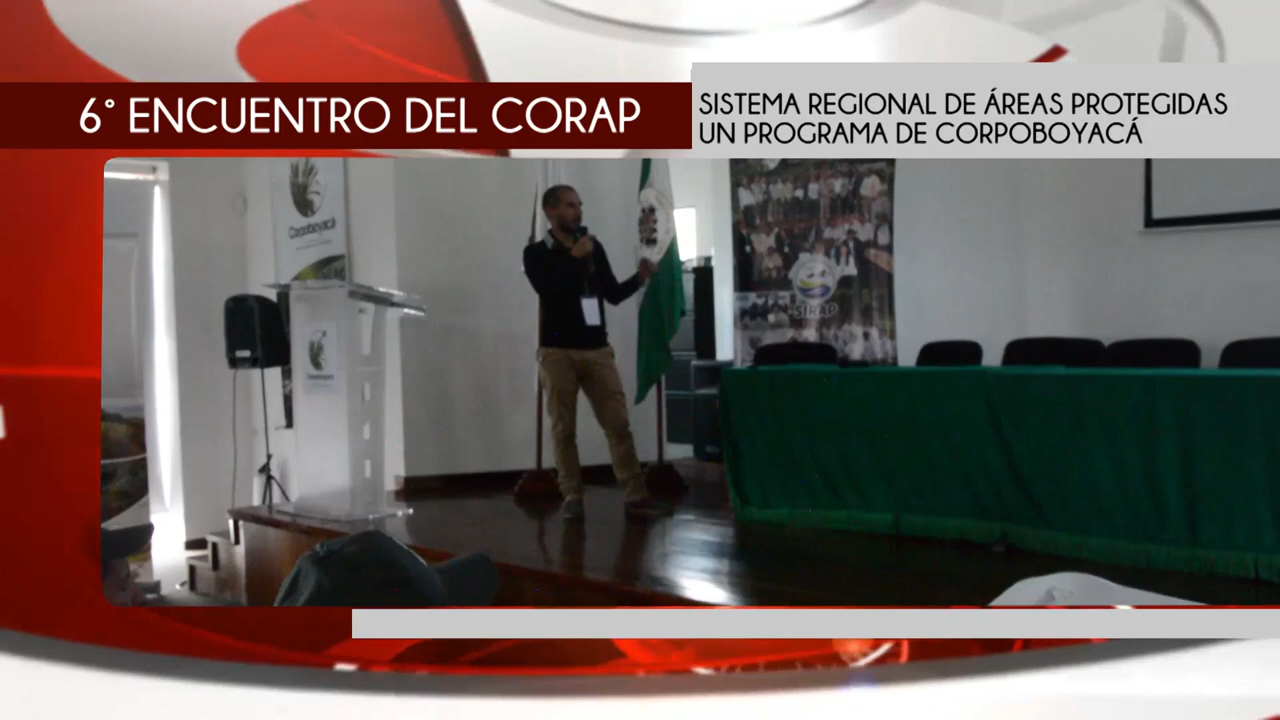 6° ENCUENTRO DEL CORAP
SISTEMA REGIONAL DE ÁREAS PROTEGIDAS
UN PROGRAMA DE CORPOBOYACÁ
Corpoboyacá
SIRAP